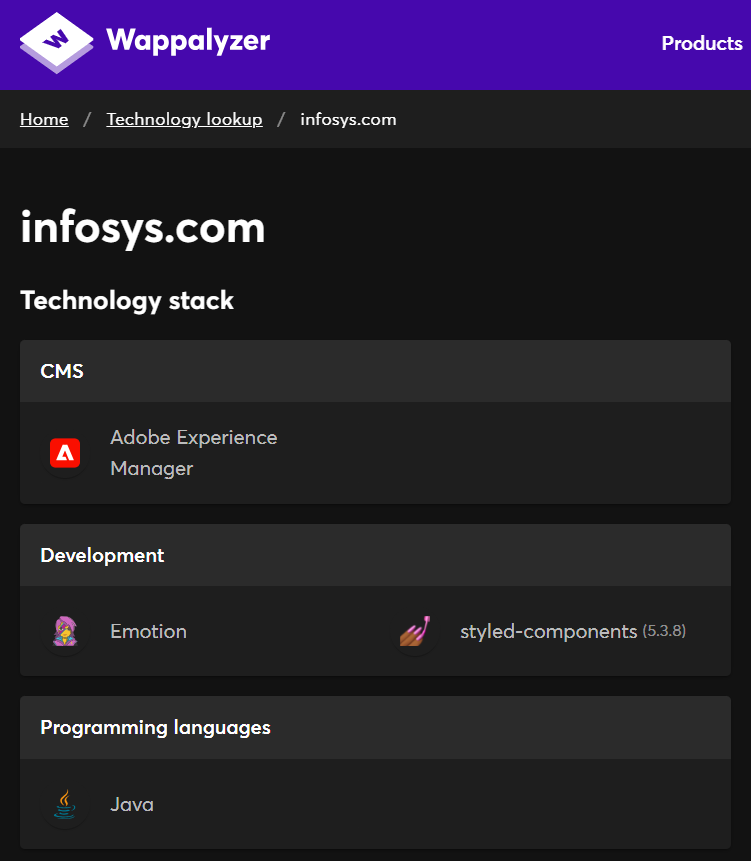 Wappalyzer
Products
Home / Technology lookup / infosys.com
infosys.com
Technology stack
CMS
Adobe Experience
Manager
Development
Emotion
styled-components (5.3.8)
Programming languages
Java